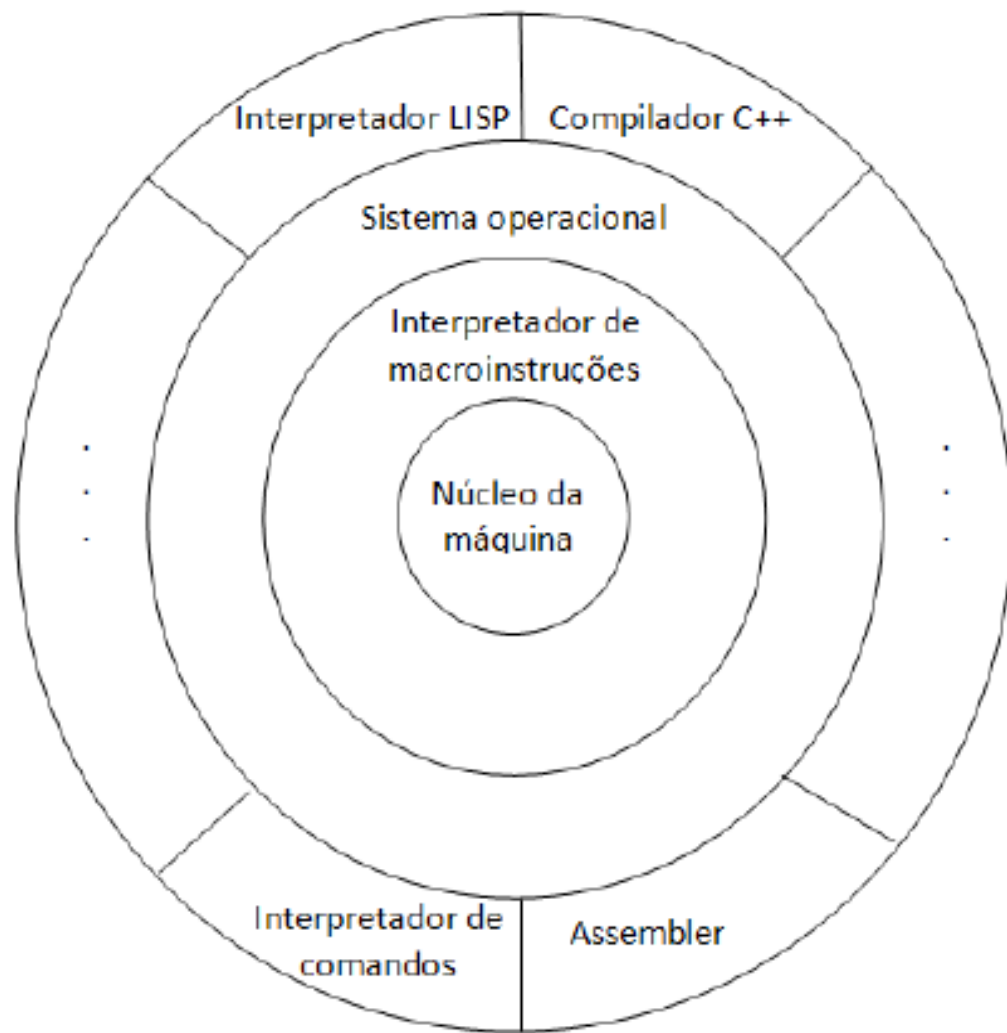 Interpretador LISP
Compilador C++
Sistema operacional
Interpretador de
macroinstruções
Núcleo da
máquina
Interpretador de
comandos
Assembler